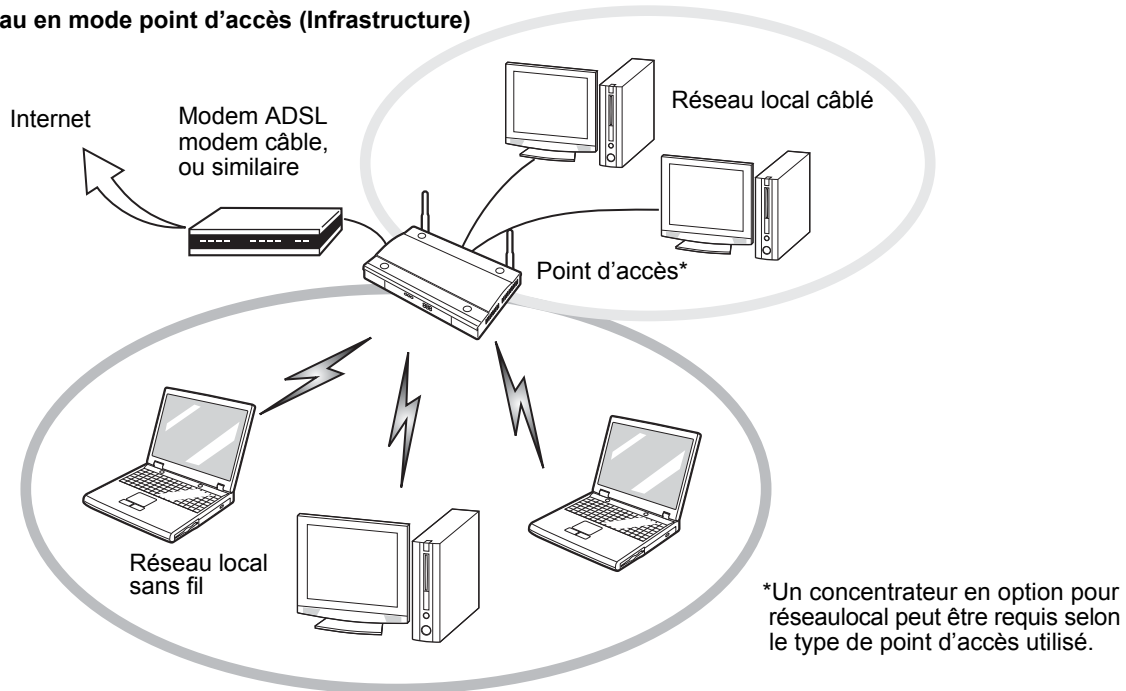 au en mode point d’accès (Infrastructure)
Internet
Modem ADSL
modem câble,
ou similaire
Réseau local câblé
Point d’accès*
Réseau local
sans fil
*Un concentrateur en option pour
réseaulocal peut être requis selon
le type de point d’accès utilisé.